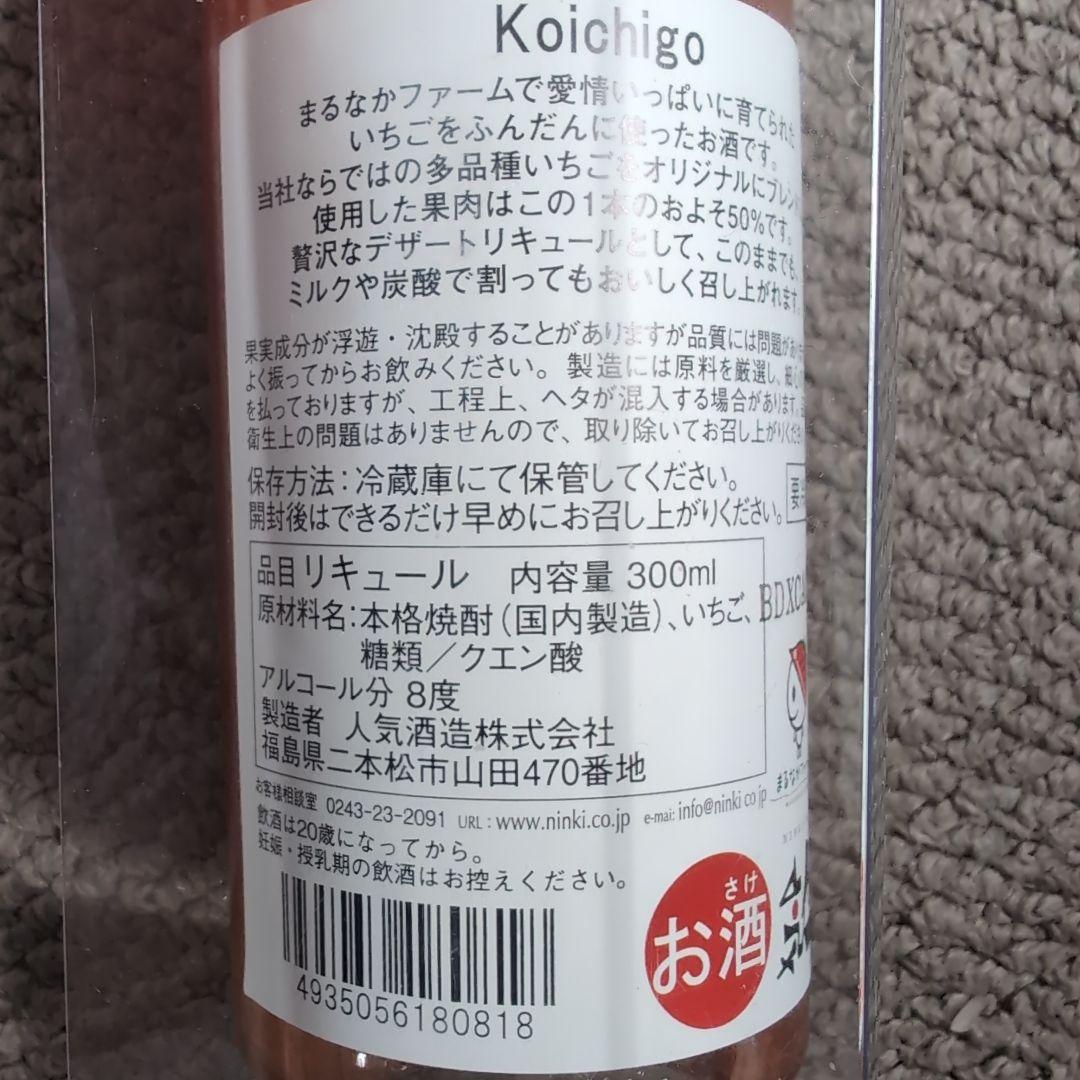 Koichigo
まるなかファームで愛情いっぱいに育てられた
いちごをふんだんに使ったお酒です。
当社ならではの多品種いちごをオリジナルにブレンド
使用した果肉はこの1本のおよそ50%です。
贅沢なデザートリキュールとして、このままでも、
ミルクや炭酸で割ってもおいしく召し上がれます
果実成分が浮遊・沈殿することがありますが品質には問題があ
よく振ってからお飲みください。製造には原料を厳選し、細
を払っておりますが、工程上、ヘタが混入する場合があります。
衛生上の問題はありませんので、取り除いてお召し上がりくだ
保存方法:冷蔵庫にて保管してください。
開封後はできるだけ早めにお召し上がりください。
要冷
品目 リキュール 内容量 300ml
原材料名:本格焼酎(国内製造)、いちご、
糖類/クエン酸
アルコール分 8度
製造者 人気酒造株式会社
福島県二本松市山田470番地
BDXCA
まるなか
お客様相談室 0243-23-2091 URL:www.ninki.co.jp e-mai: info@ninki co jp
飲酒は20歳になってから。
妊娠・授乳期の飲酒はお控えください。
さけ
お酒
4935056180818